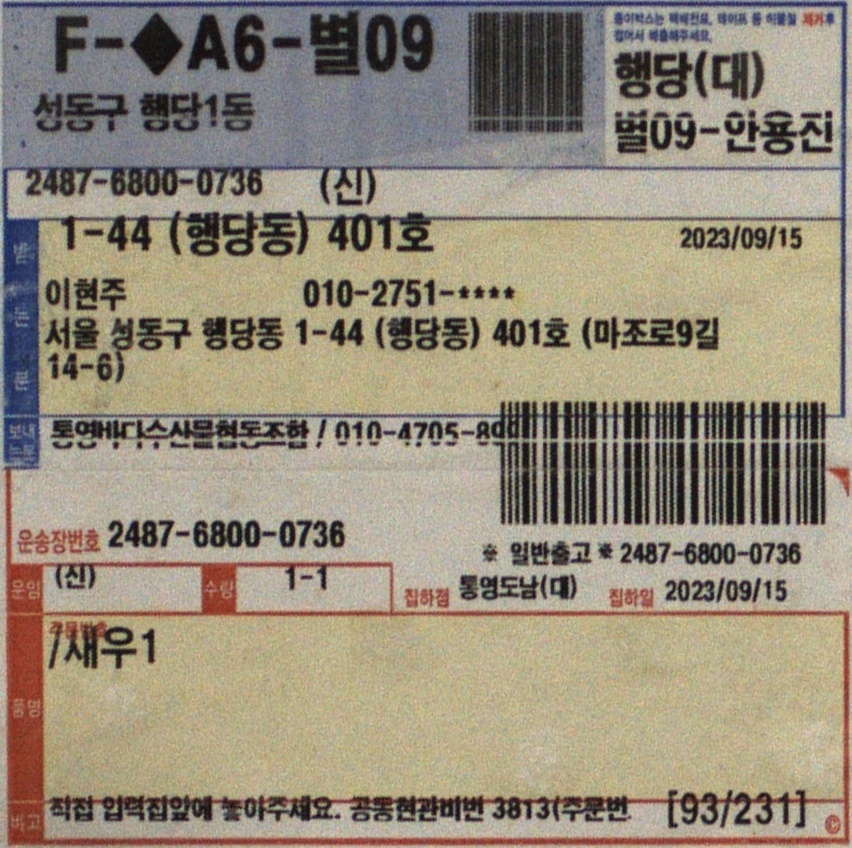 F-◆A6-별09
성동구 행당1동
종이박스는 택배전표, 테이프 등 이물질 제거후
접어서 배출해주세요.
행당(대)
벌09-안용진
2487-6800-0736 (신)
1-44 (행당동) 401호 2023/09/15
이현주 010-2751-****
서울 성동구 행당동 1-44 (행당동) 401호 (마조로9길
14-6)
받는분
통영바다수산물협동조합 / 010-4705-89
운송장번호 2487-6800-0736
※ 일반출고 ※ 2487-6800-0736
운임 (신) 수량 1-1
집하점 통영도남(대) 집하일 2023/09/15
주문번호
/새우1
품명
비고 직접 입력집앞에 놓아주세요. 공동현관비번 3813(주문번 [93/231] ©